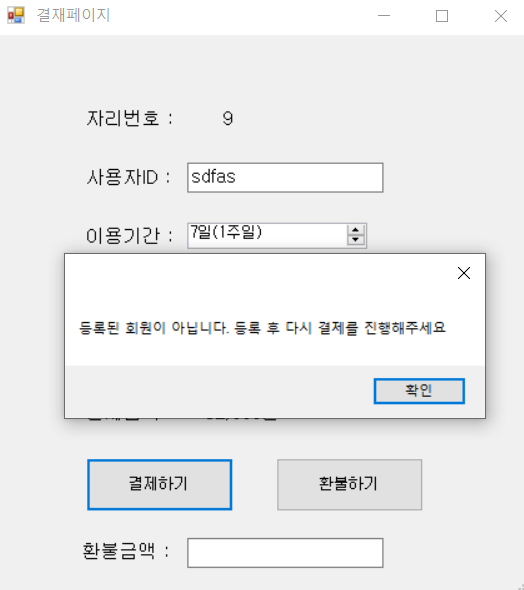 결재페이지
자리번호 : 9
사용자ID : sdfas
이용기간 : 7일(1주일)
등록된 회원이 아닙니다. 등록 후 다시 결제를 진행해주세요
확인
결제하기 환불하기
환불금액 :